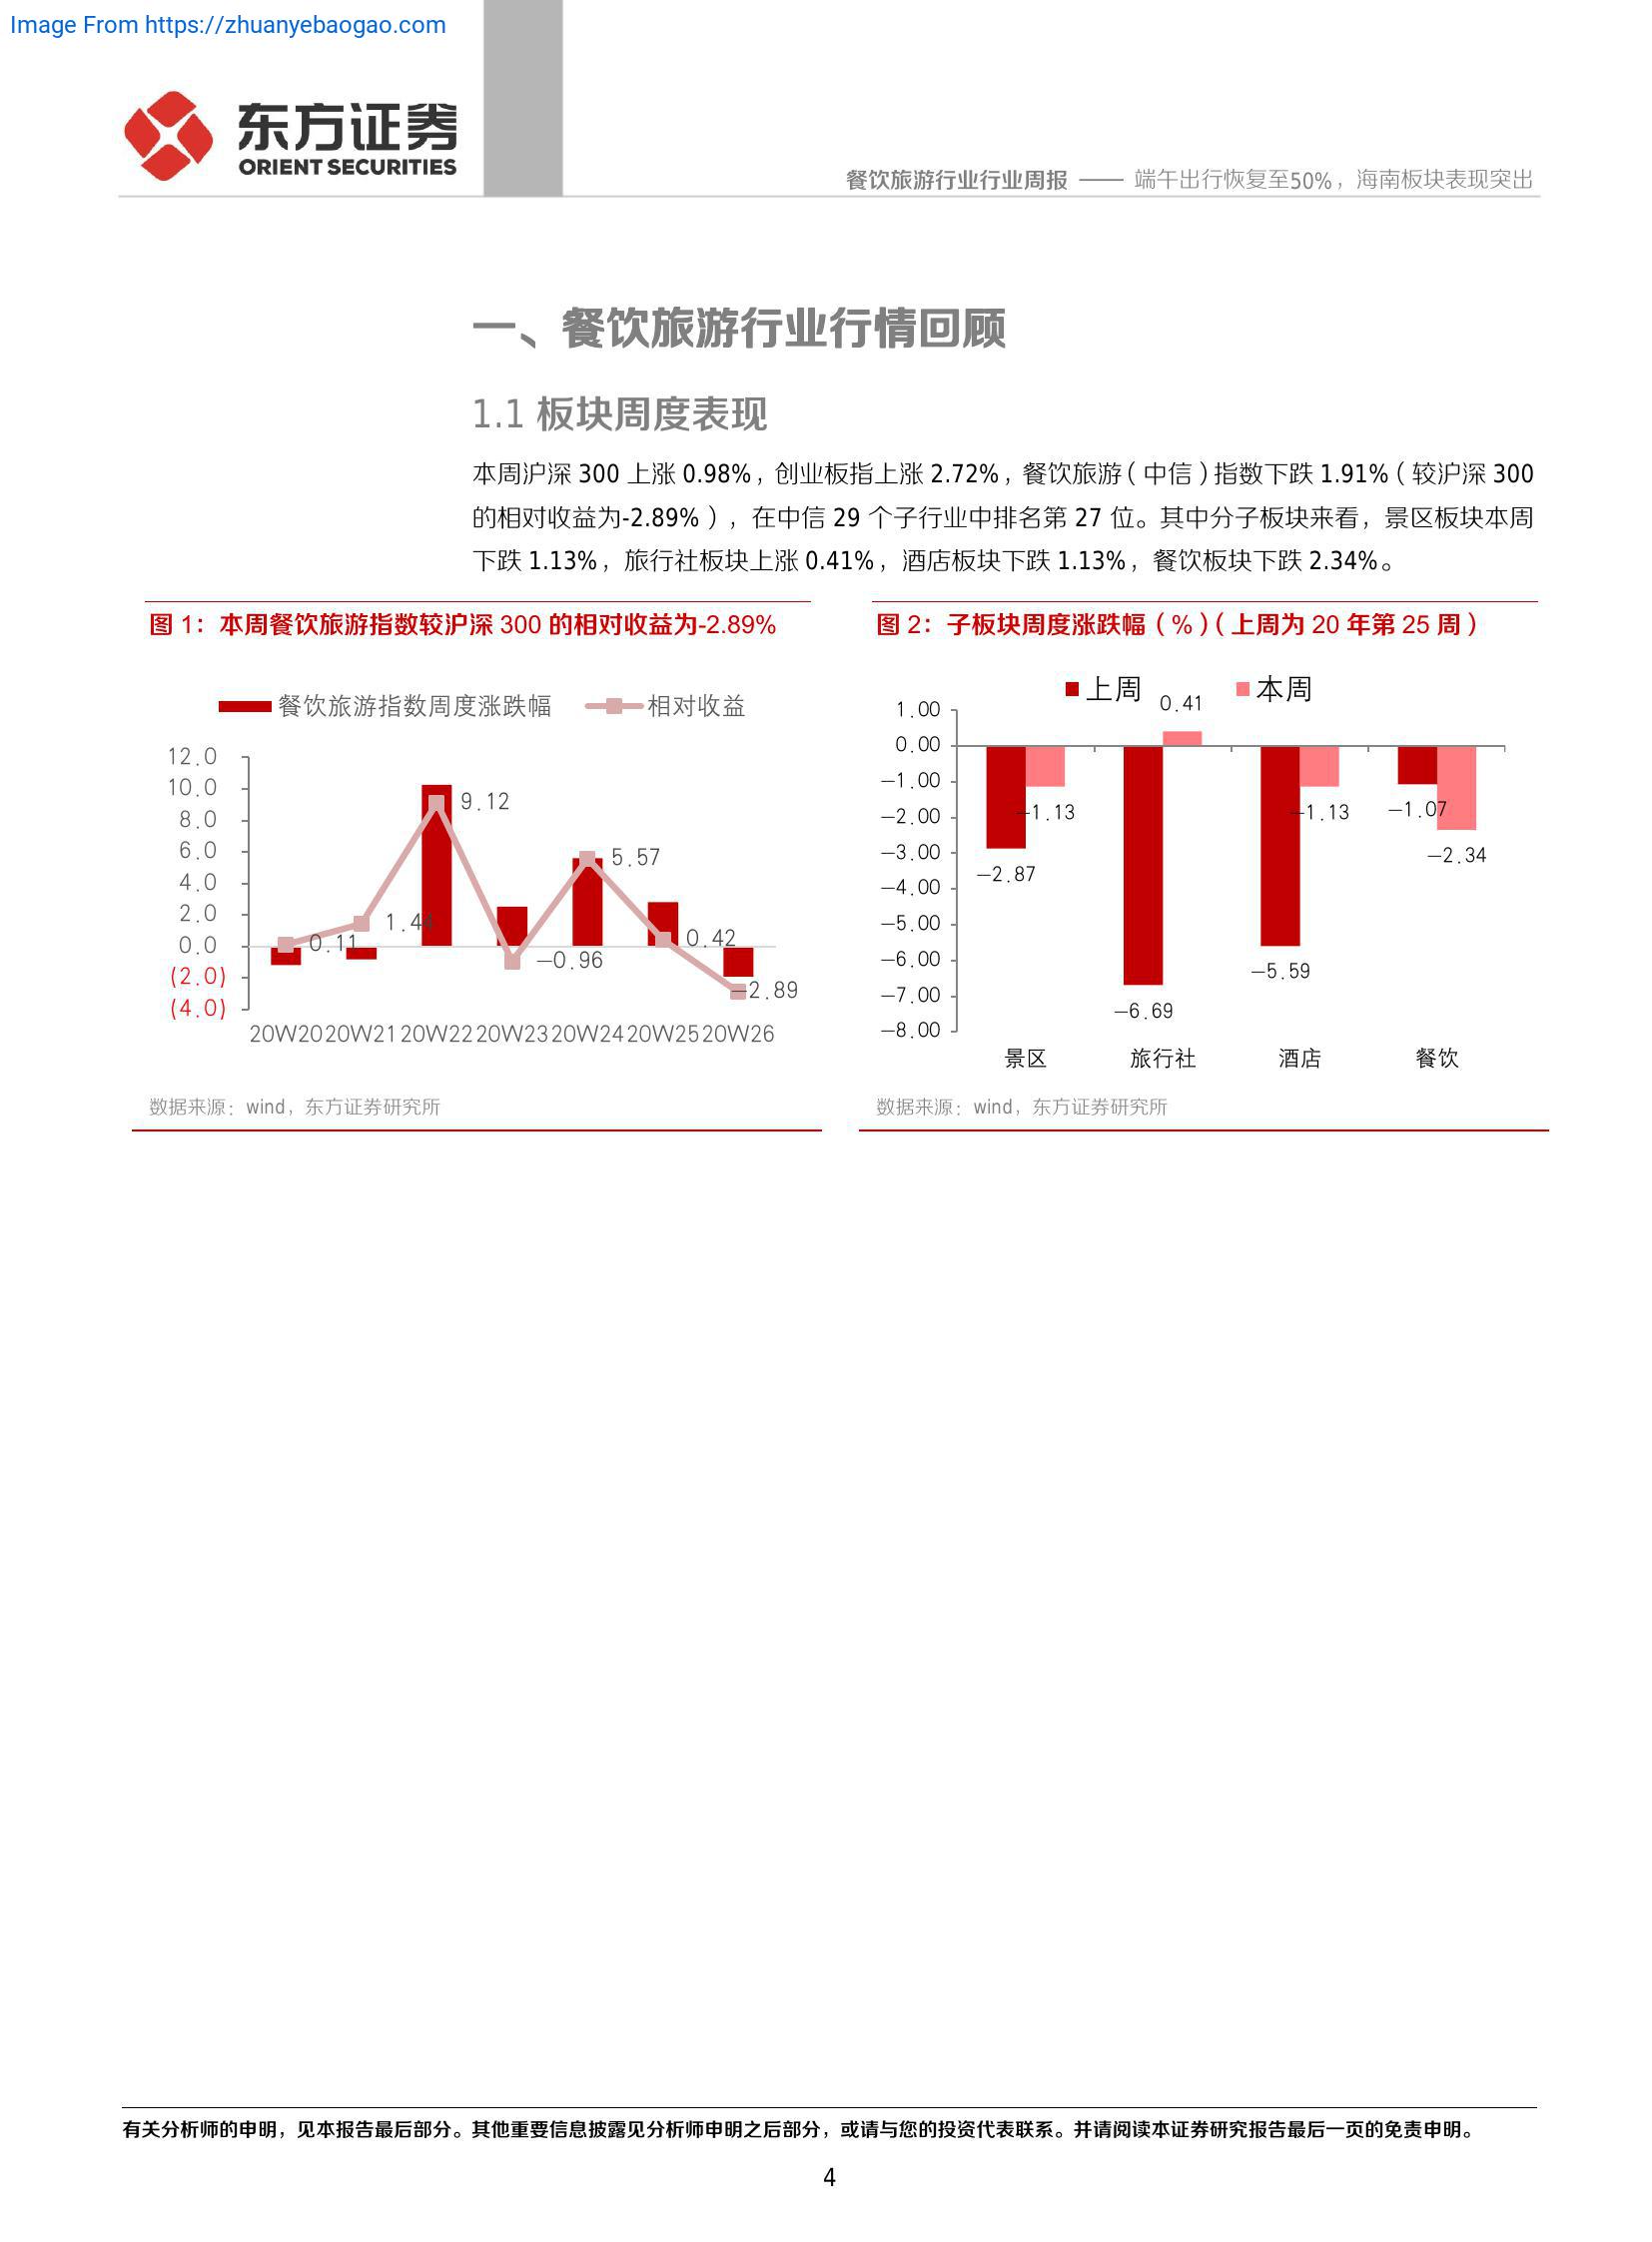 Image From https://zhuanyebaogao.com
东方证券
ORIENT SECURITIES
餐饮旅游行业行业周报 —— 端午出行恢复至50%，海南板块表现突出
一、餐饮旅游行业行情回顾
1.1 板块周度表现
本周沪深 300 上涨 0.98%，创业板指上涨 2.72%，餐饮旅游（中信）指数下跌 1.91%（较沪深 300
的相对收益为-2.89%），在中信 29 个子行业中排名第 27 位。其中分子板块来看，景区板块本周
下跌 1.13%，旅行社板块上涨 0.41%，酒店板块下跌 1.13%，餐饮板块下跌 2.34%。
图 1：本周餐饮旅游指数较沪深 300 的相对收益为-2.89%
餐饮旅游指数周度涨跌幅 相对收益
12.0
10.0
8.0
6.0
4.0
2.0
0.0
(2.0)
(4.0)
0.11
1.44
9.12
-0.96
5.57
0.42
-2.89
20W20 20W21 20W22 20W23 20W24 20W25 20W26
数据来源：wind，东方证券研究所
图 2：子板块周度涨跌幅（%）（上周为 20 年第 25 周）
上周 本周
1.00
0.00
-1.00
-2.00
-3.00
-4.00
-5.00
-6.00
-7.00
-8.00
-2.87
-1.13
-6.69
0.41
-5.59
-1.13
-1.07
-2.34
景区 旅行社 酒店 餐饮
数据来源：wind，东方证券研究所
有关分析师的申明，见本报告最后部分。其他重要信息披露见分析师申明之后部分，或请与您的投资代表联系。并请阅读本证券研究报告最后一页的免责申明。
4